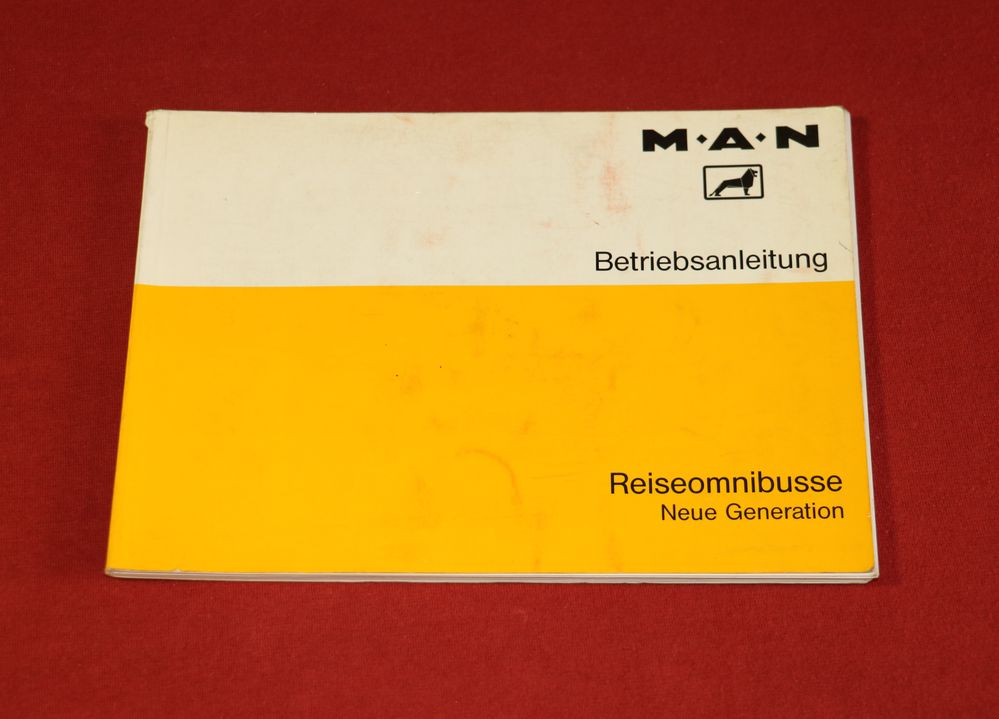 M·A·N
Betriebsanleitung
Reiseomnibusse
Neue Generation